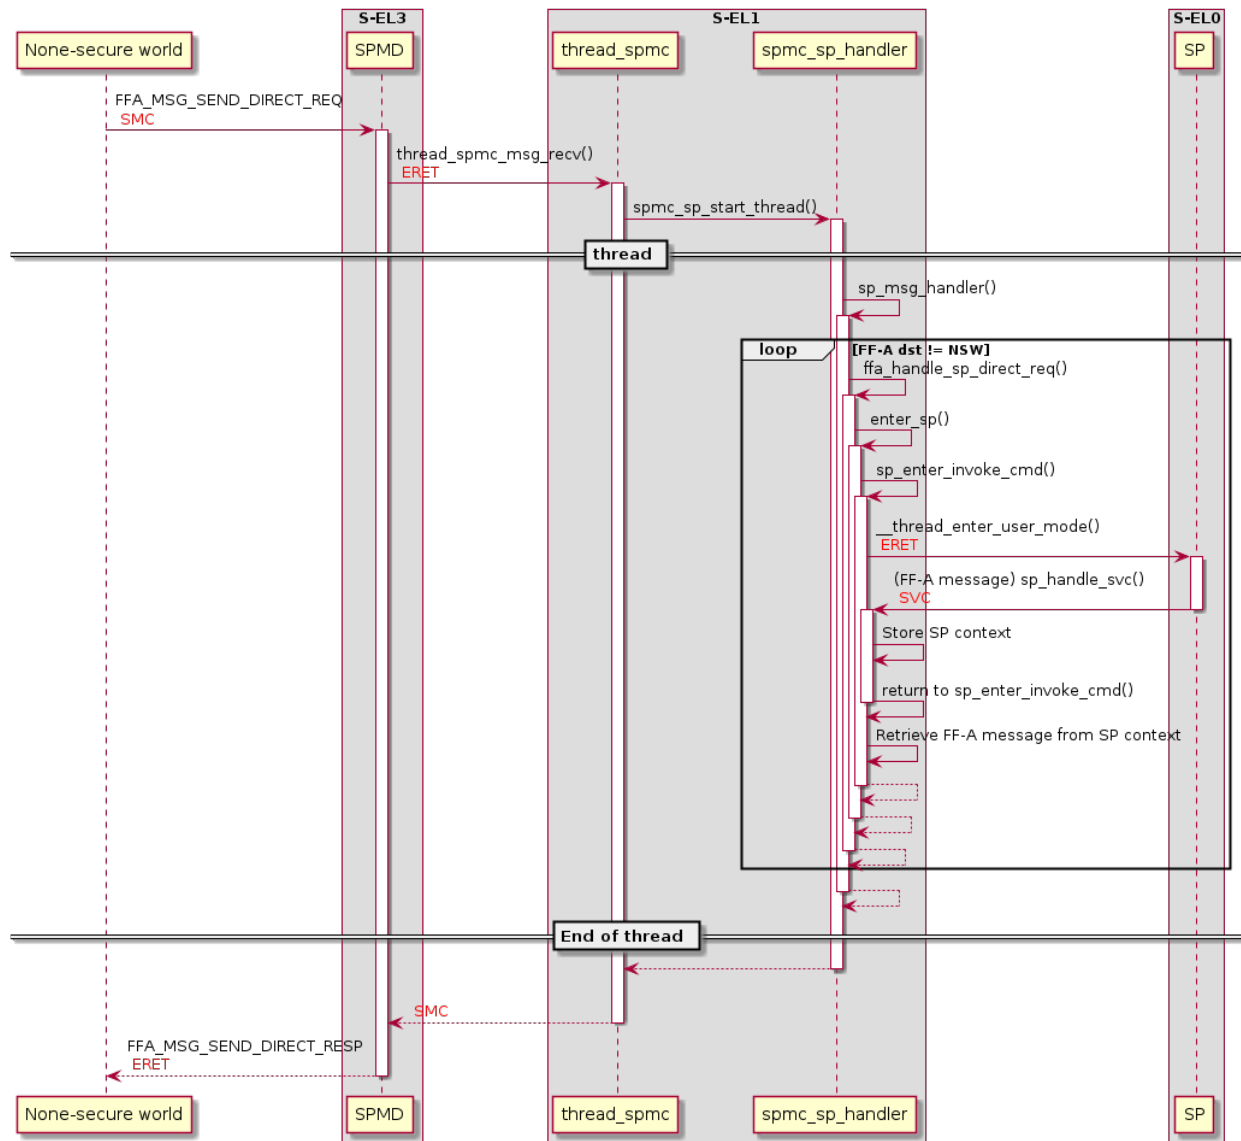 S-EL3
S-EL1
S-EL0
None-secure world
SPMD
thread_spmc
spmc_sp_handler
SP
FFA_MSG_SEND_DIRECT_REQ
SMC
thread_spmc_msg_recv()
ERET
spmc_sp_start_thread()
thread
sp_msg_handler()
loop
[FF-A dst != NSW]
ffa_handle_sp_direct_req()
enter_sp()
sp_enter_invoke_cmd()
__thread_enter_user_mode()
ERET
(FF-A message) sp_handle_svc()
SVC
Store SP context
return to sp_enter_invoke_cmd()
Retrieve FF-A message from SP context
End of thread
SMC
FFA_MSG_SEND_DIRECT_RESP
ERET
None-secure world
SPMD
thread_spmc
spmc_sp_handler
SP